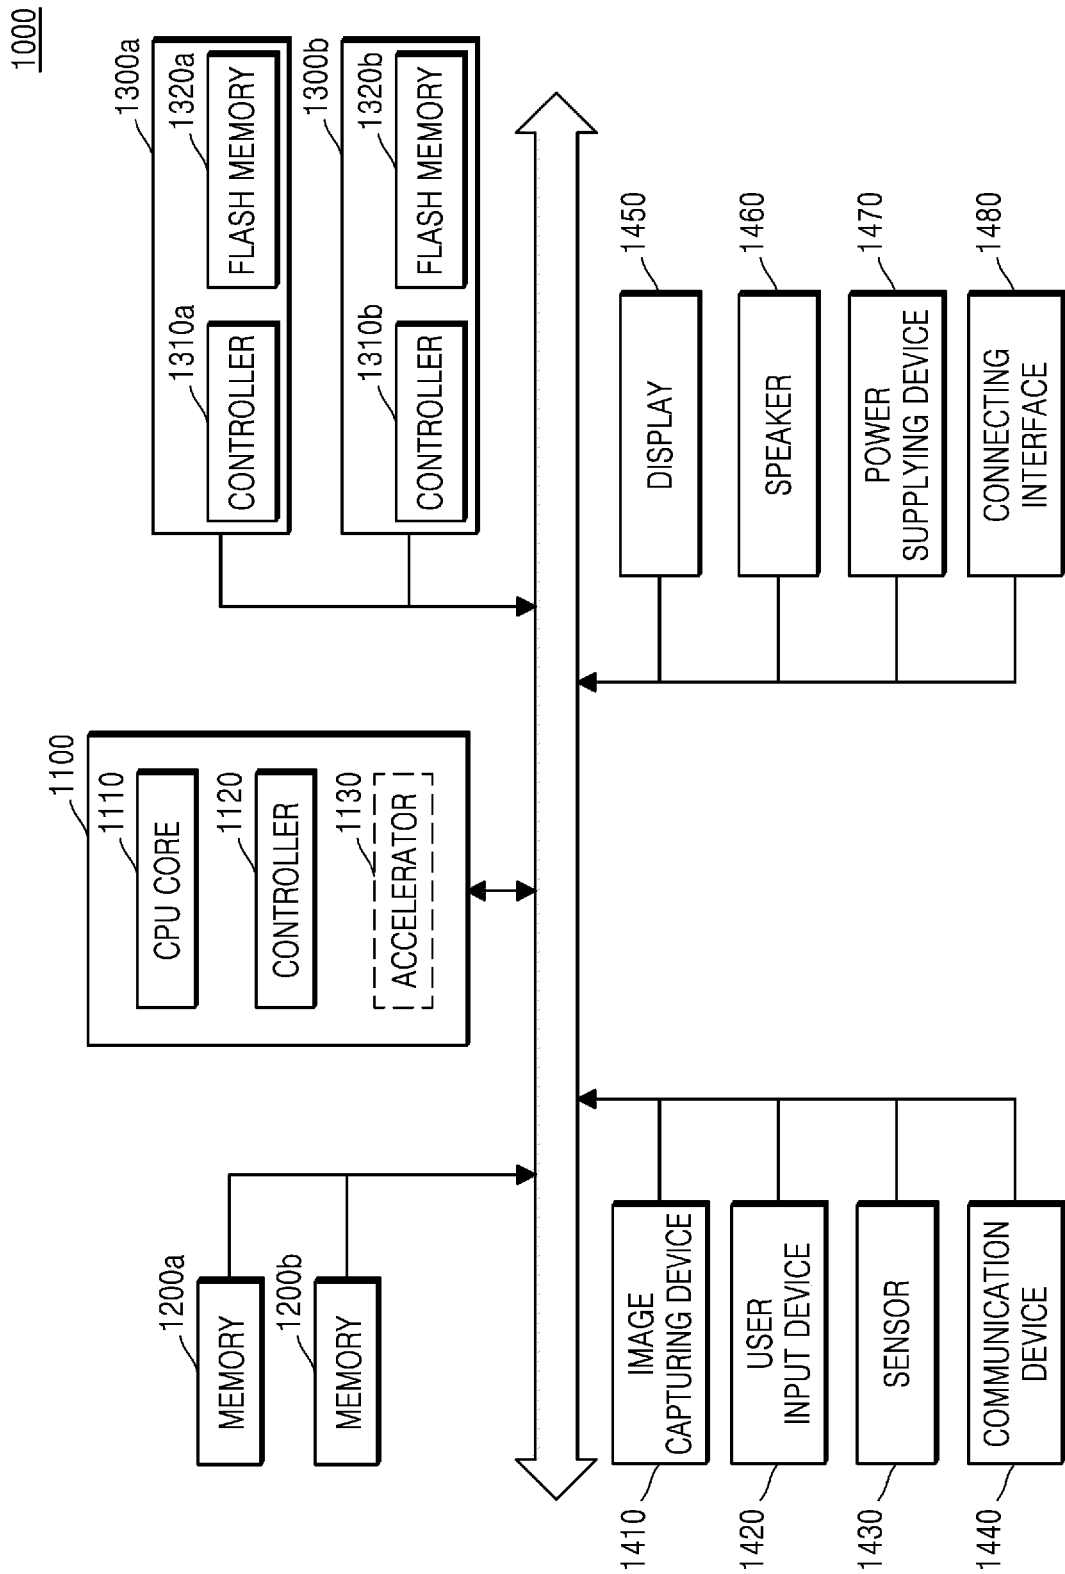 1000
1100
1110
CPU CORE
1120
CONTROLLER
1130
ACCELERATOR
1200a
MEMORY
1200b
MEMORY
1300a
1310a
CONTROLLER
1320a
FLASH MEMORY
1300b
1310b
CONTROLLER
1320b
FLASH MEMORY
1410
IMAGE
CAPTURING DEVICE
1420
USER
INPUT DEVICE
1430
SENSOR
1440
COMMUNICATION
DEVICE
DISPLAY
1450
SPEAKER
1460
POWER
SUPPLYING DEVICE
1470
CONNECTING
INTERFACE
1480